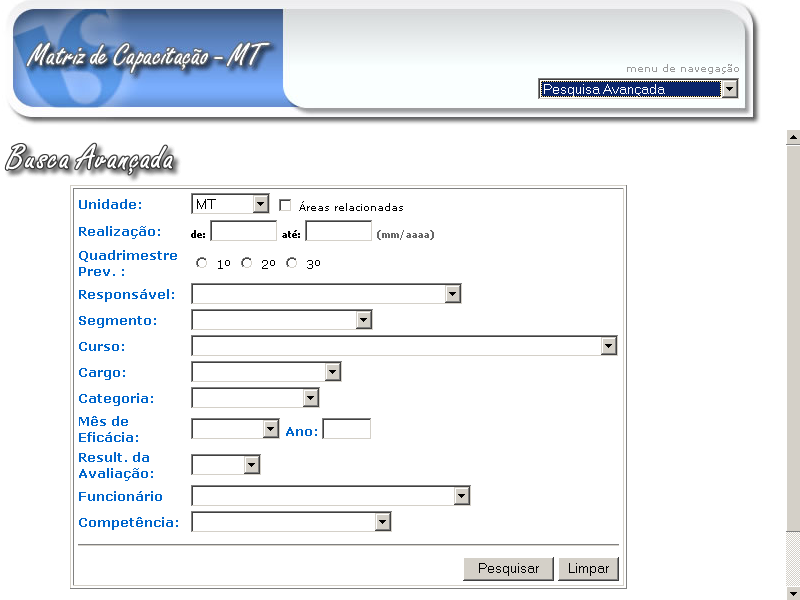 Matriz de Capacitação - MT
menu de navegação
Pesquisa Avançada
Busca Avançada
Unidade: MT Áreas relacionadas
Realização: de: até: (mm/aaaa)
Quadrimestre
Prev. : 1º 2º 3º
Responsável:
Segmento:
Curso:
Cargo:
Categoria:
Mês de
Eficácia: Ano:
Result. da
Avaliação:
Funcionário
Competência:
Pesquisar Limpar